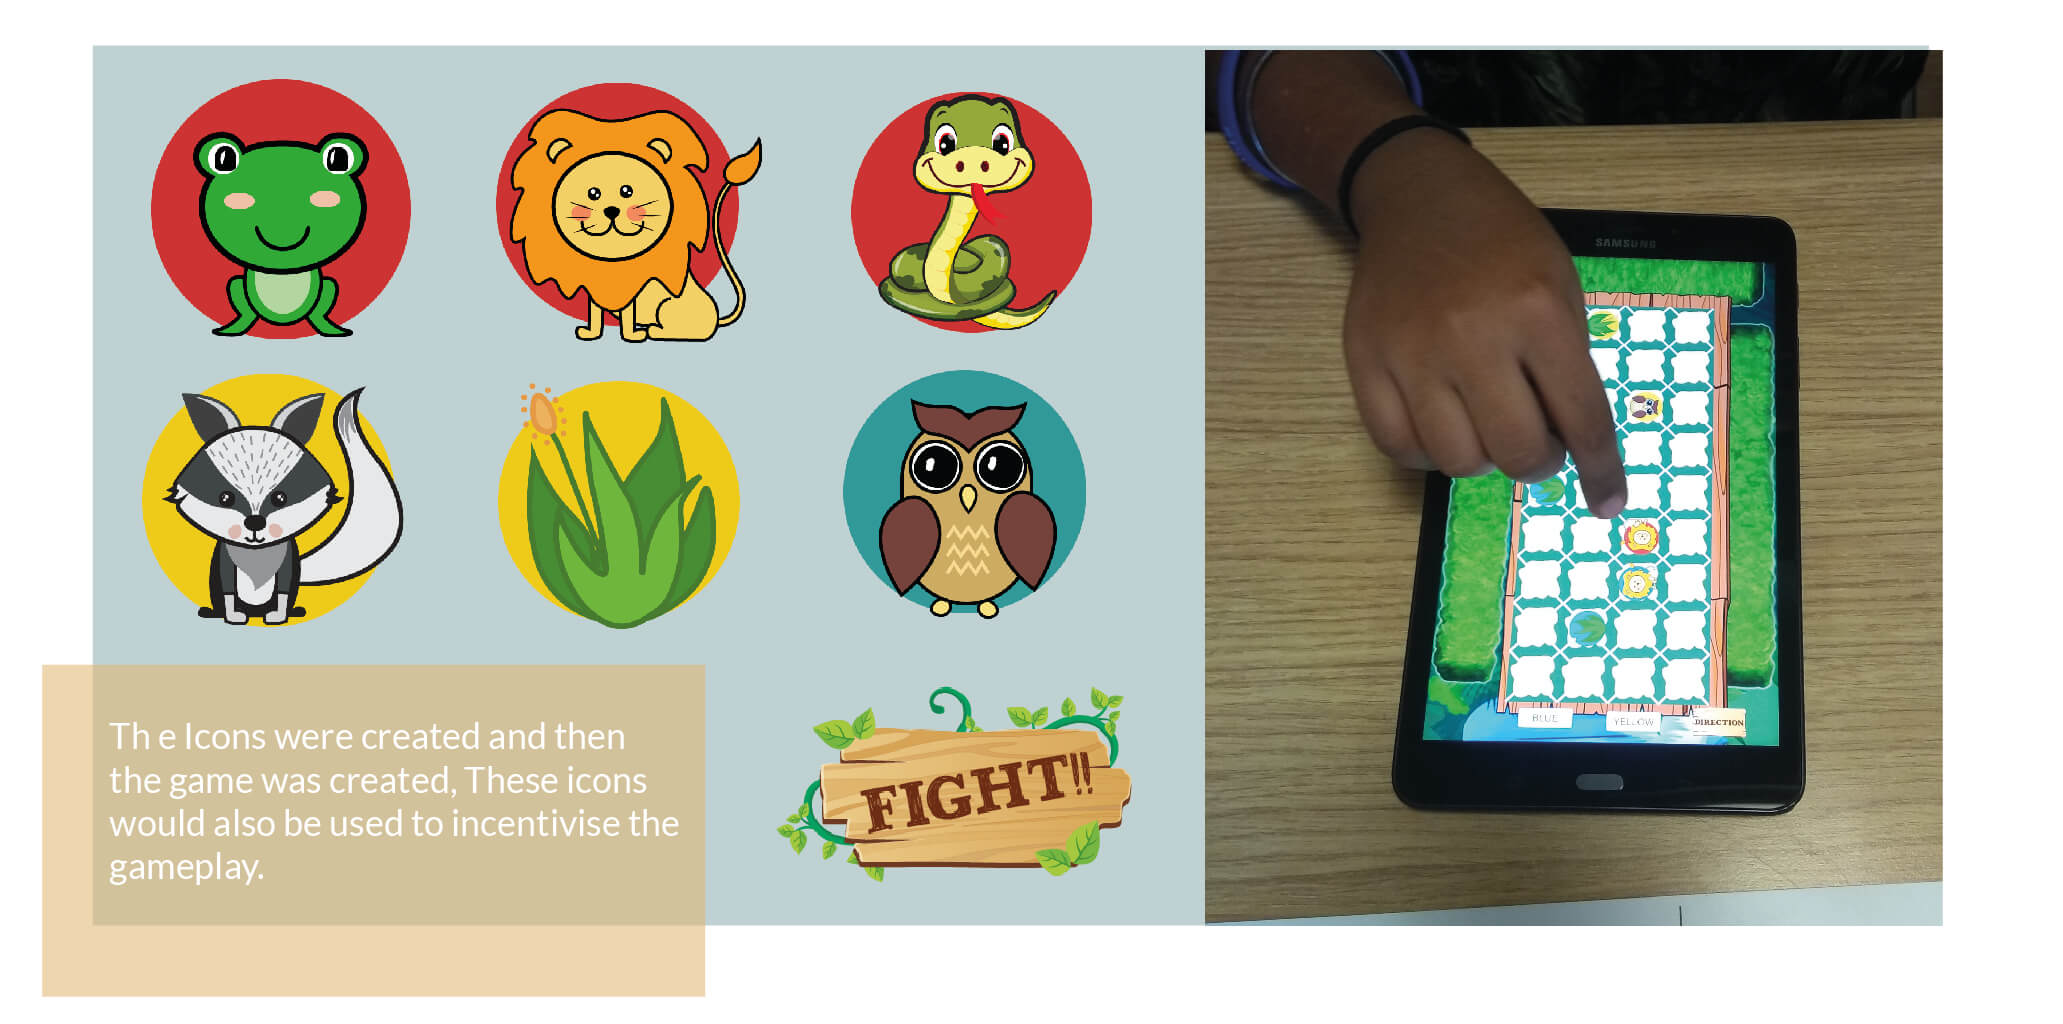 Th e Icons were created and then
the game was created, These icons
would also be used to incentivise the
gameplay.
FIGHT!!
SAMSUNG
BLUE
YELLOW
DIRECTION